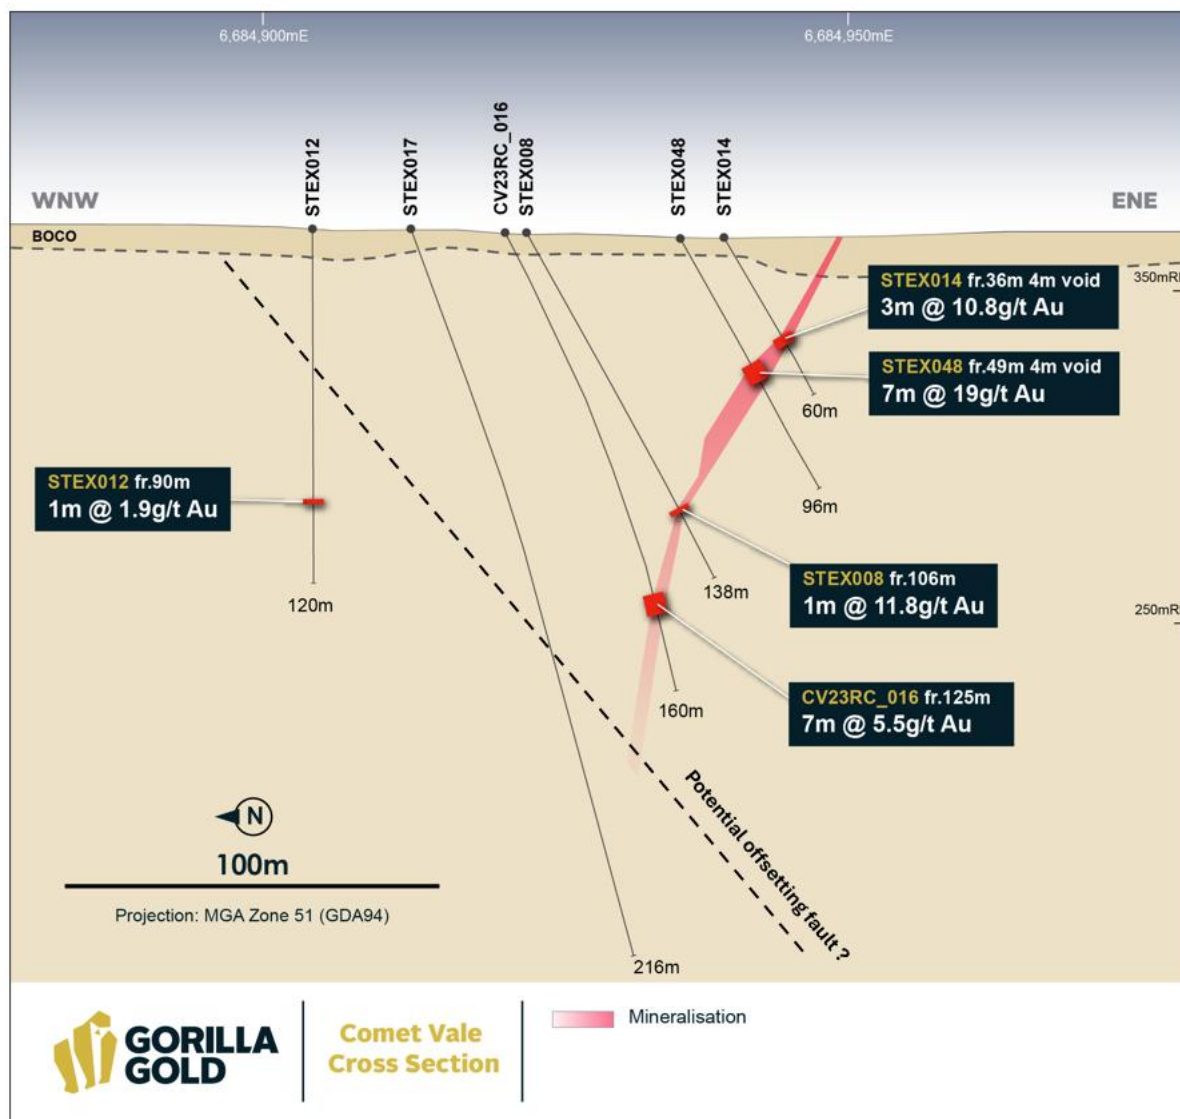 6,684,900mE
6,684,950mE
STEX012
STEX017
CV23RC_016
STEX008
STEX048
STEX014
WNW
ENE
BOCO
STEX014 fr.36m 4m void
3m @ 10.8g/t Au
350mRL
STEX048 fr.49m 4m void
7m @ 19g/t Au
60m
STEX012 fr.90m
1m @ 1.9g/t Au
96m
STEX008 fr.106m
1m @ 11.8g/t Au
138m
120m
250mRL
CV23RC_016 fr.125m
7m @ 5.5g/t Au
160m
Potential offsetting fault ?
N
100m
Projection: MGA Zone 51 (GDA94)
216m
GORILLA
GOLD
Comet Vale
Cross Section
Mineralisation